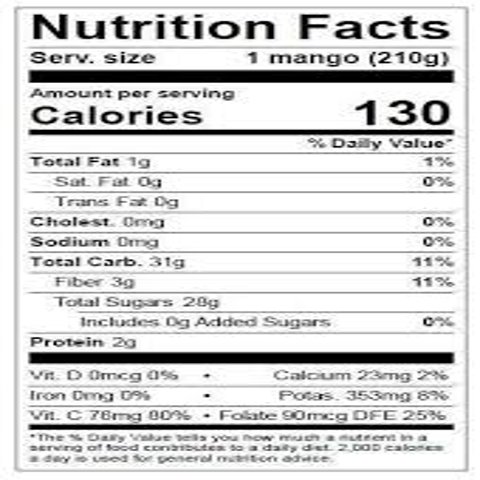 Nutrition Facts
Serv. size 1 mango (210g)
Amount per serving
Calories 130
% Daily Value*
Total Fat 1g 1%
Sat. Fat 0g 0%
Trans Fat 0g
Cholest. 0mg 0%
Sodium 0mg 0%
Total Carb. 31g 11%
Fiber 3g 11%
Total Sugars 28g
Includes 0g Added Sugars 0%
Protein 2g
Vit. D 0mcg 0% • Calcium 23mg 2%
Iron 0mg 0% • Potas. 353mg 8%
Vit. C 76mg 80% • Folate 90mcg DFE 25%
*The % Daily Value tells you how much a nutrient in a
serving of food contributes to a daily diet. 2,000 calories
a day is used for general nutrition advice.